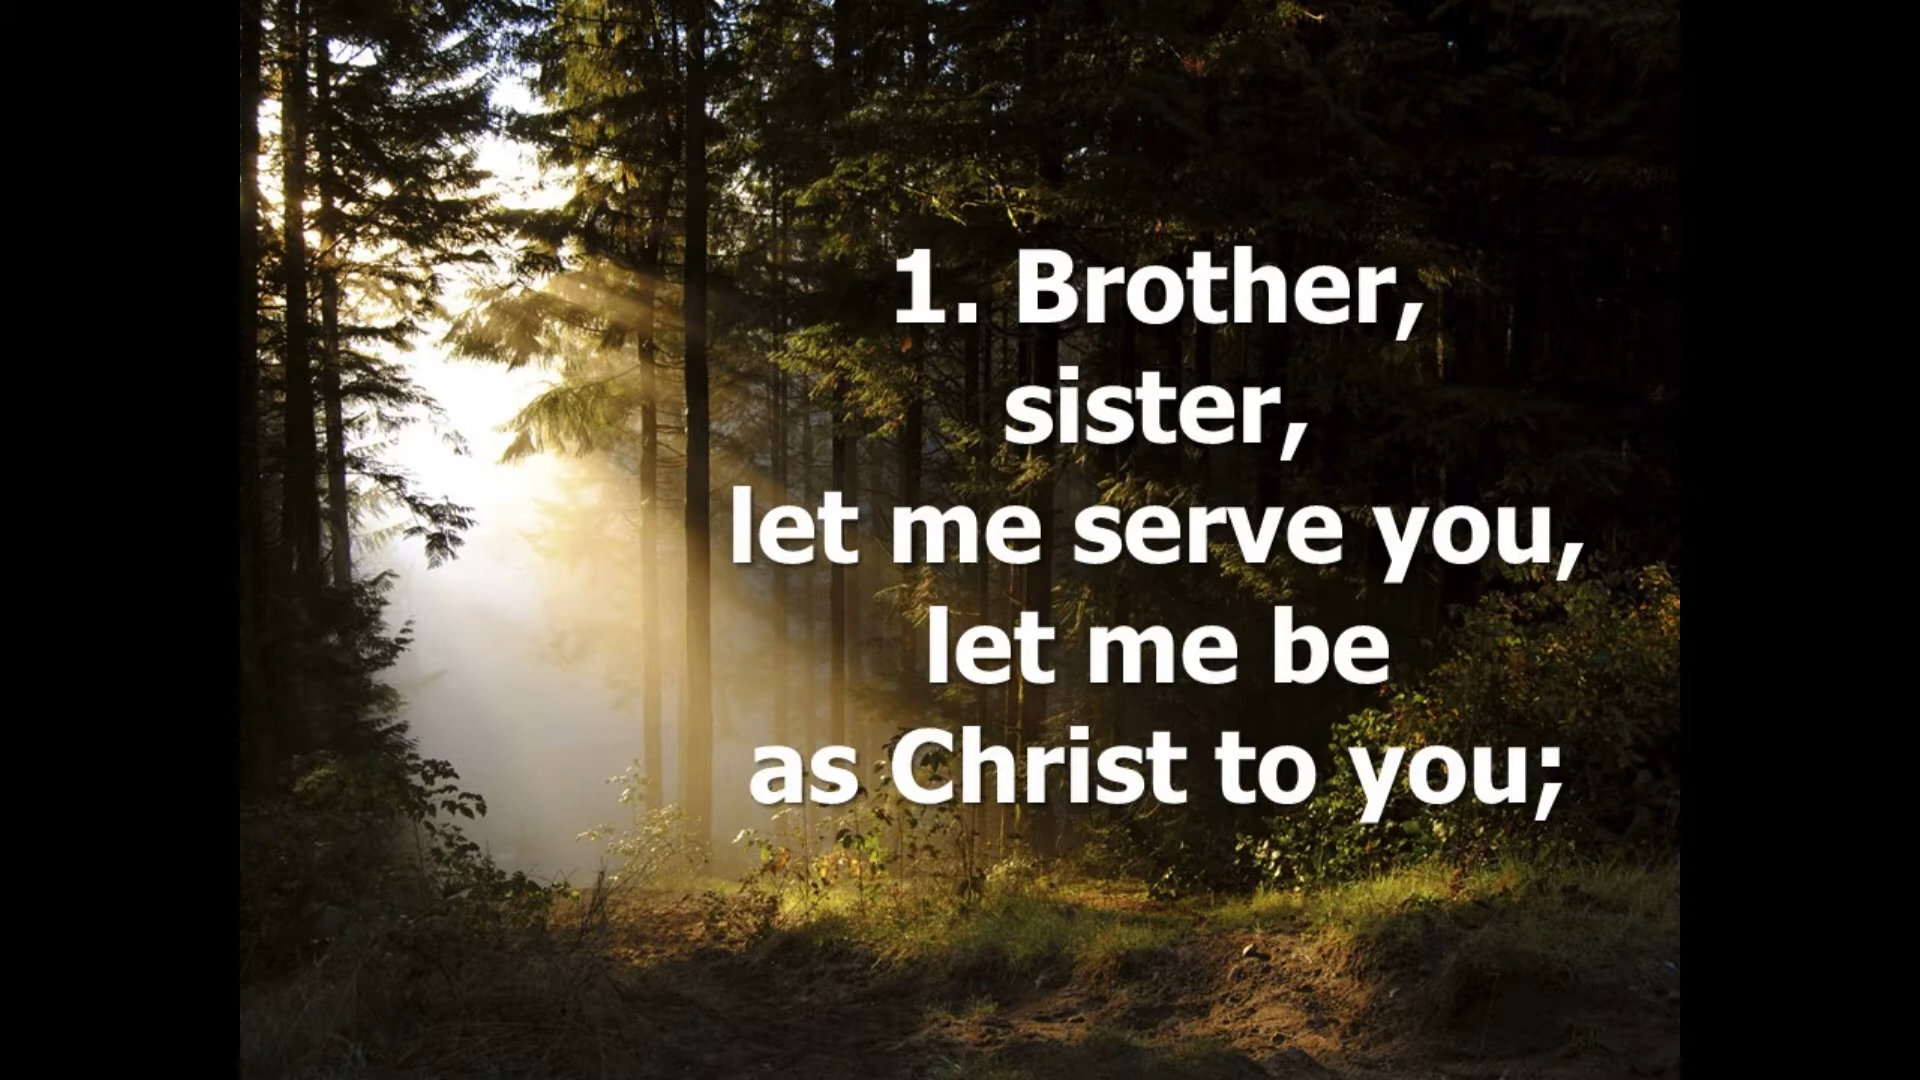 1. Brother,
sister,
let me serve you,
let me be
as Christ to you;